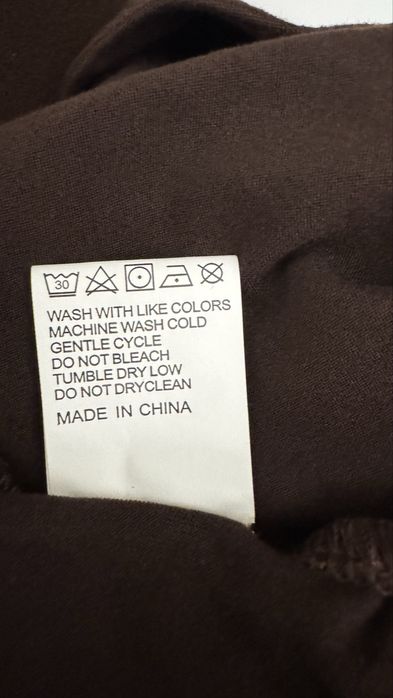 30
WASH WITH LIKE COLORS
MACHINE WASH COLD
GENTLE CYCLE
DO NOT BLEACH
TUMBLE DRY LOW
DO NOT DRYCLEAN
MADE IN CHINA